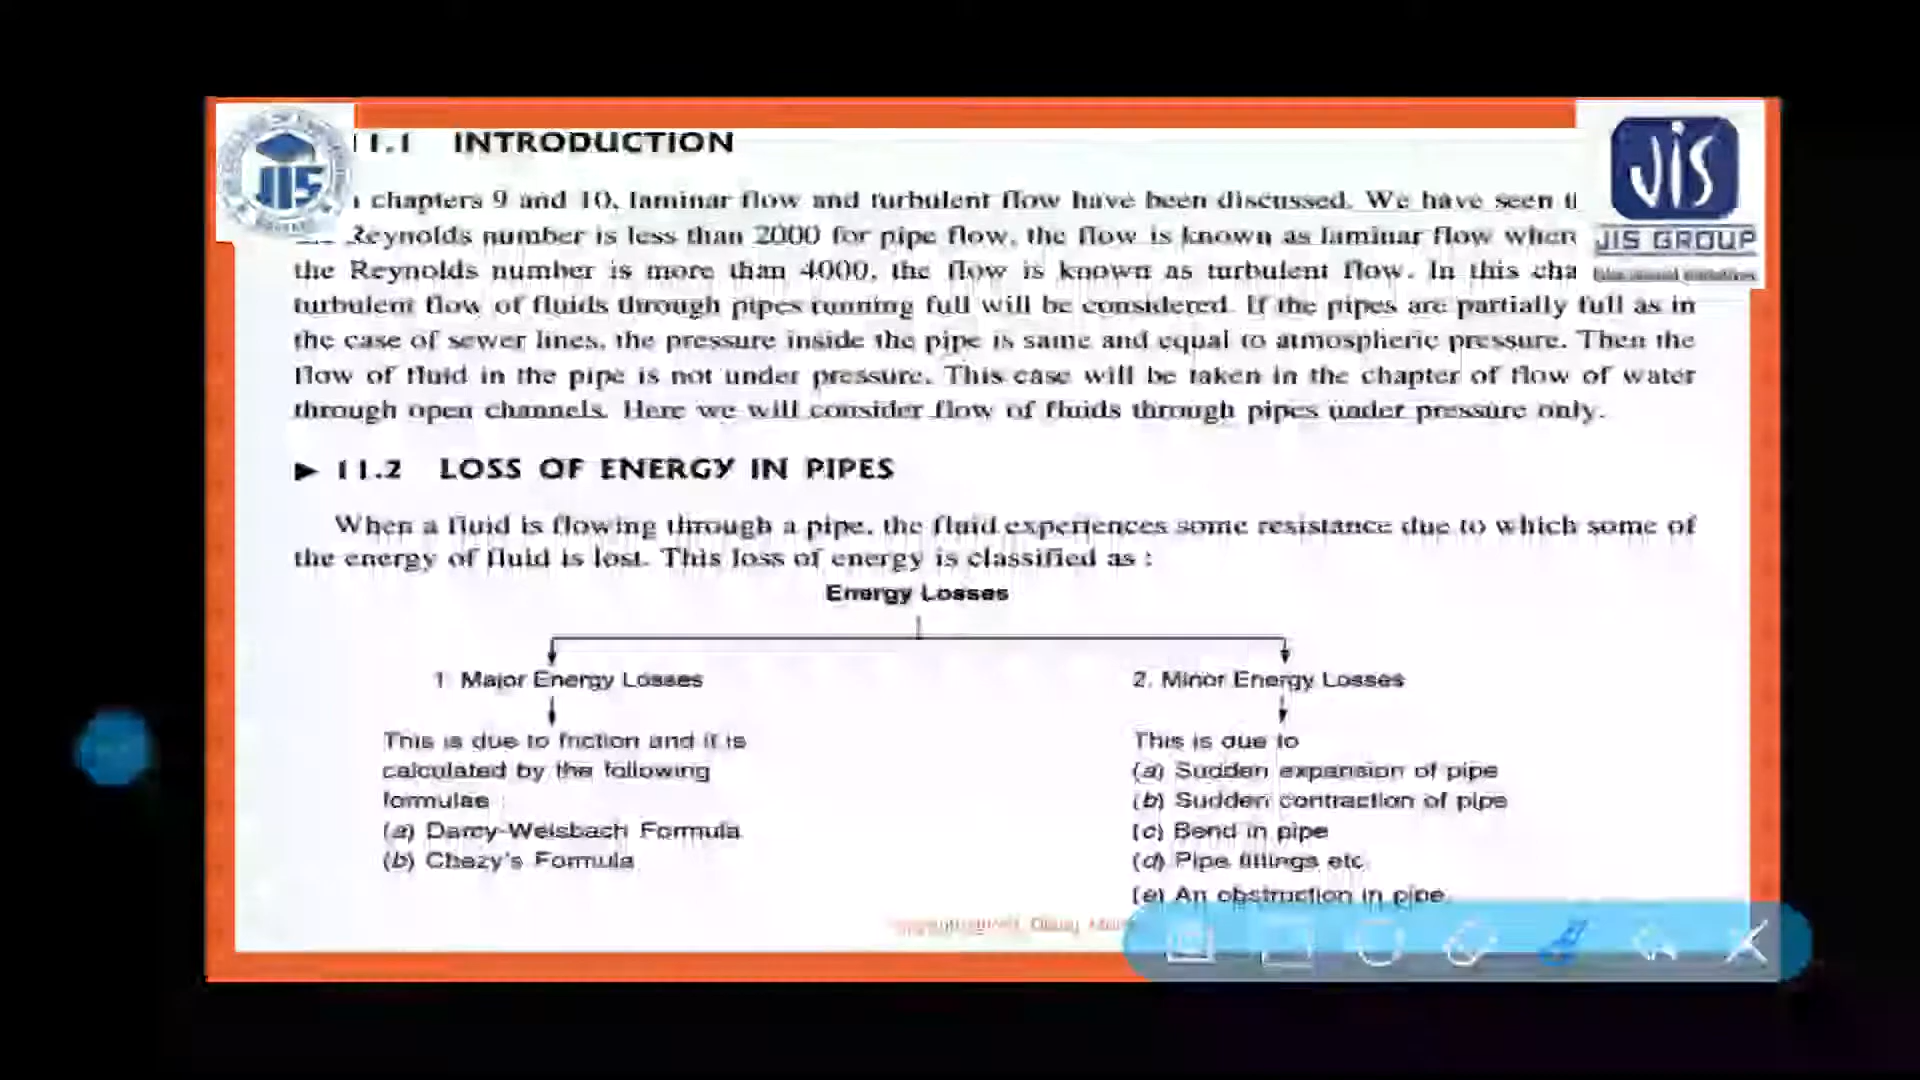 11.1 INTRODUCTION
chapters 9 and 10, laminar flow and turbulent flow have been discussed. We have seen
Reynolds number is less than 2000 for pipe flow, the flow is known as laminar flow when
the Reynolds number is more than 4000, the flow is known as turbulent flow. In this cha
turbulent flow of fluids through pipes running full will be considered. If the pipes are partially full as in
the case of sewer lines, the pressure inside the pipe is same and equal to atmospheric pressure. Then the
flow of fluid in the pipe is not under pressure. This case will be taken in the chapter of flow of water
through open channels. Here we will consider flow of fluids through pipes under pressure only.
JIS
JIS
JIS GROUP
Educational Initiatives
► 11.2 LOSS OF ENERGY IN PIPES
When a fluid is flowing through a pipe, the fluid experiences some resistance due to which some of
the energy of fluid is lost. This loss of energy is classified as :
Energy Losses
1. Major Energy Losses
This is due to friction and it is
calculated by the following
formulae :
(a) Darcy-Weisbach Formula
(b) Chezy's Formula
2. Minor Energy Losses
This is due to
(a) Sudden expansion of pipe
(b) Sudden contraction of pipe
(c) Bend in pipe
(d) Pipe fittings etc.
(e) An obstruction in pipe.